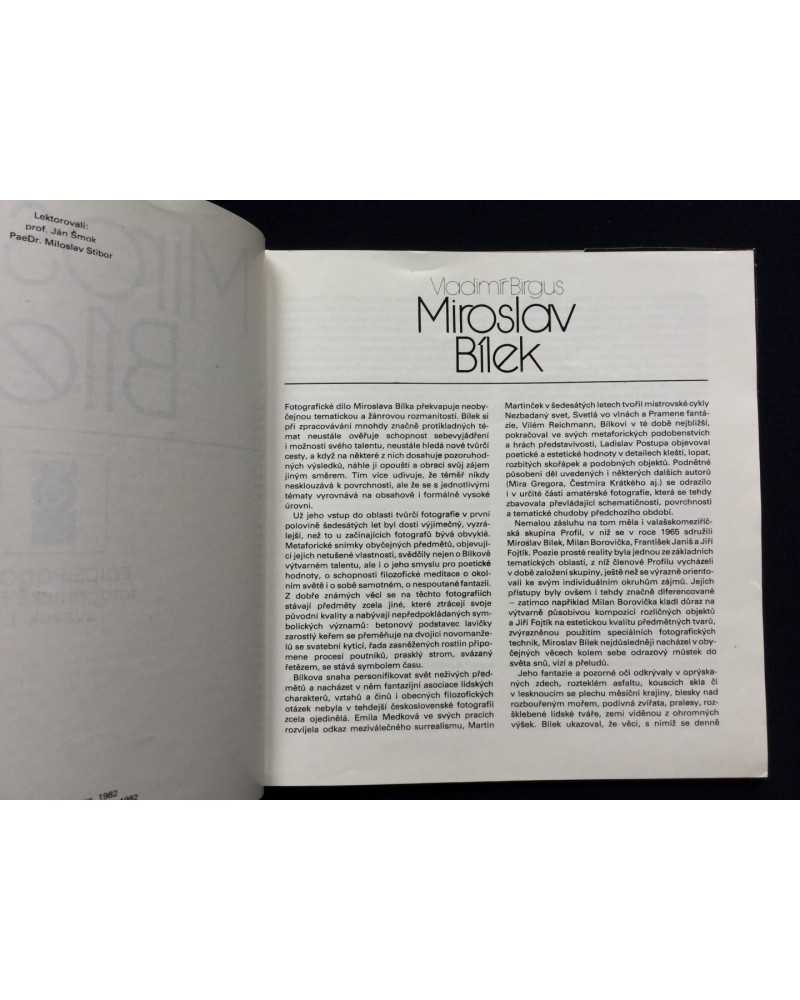 Lektorovali:
prof. Ján Šmok
PaeDr. Miloslav Stibor
1982
1982
Vladimír Birgus
Miroslav
Bílek
Fotografické dílo Miroslava Bílka překvapuje neoby-
čejnou tematickou a žánrovou rozmanitostí. Bílek si
při zpracovávání mnohdy značně protikladných té-
mat neustále ověřuje schopnost sebevyjádření
i možnosti svého talentu, neustále hledá nové tvůrčí
cesty, a když na některé z nich dosahuje pozoruhod-
ných výsledků, náhle ji opouští a obrací svůj zájem
jiným směrem. Tím více udivuje, že téměř nikdy
nesklouzává k povrchnosti, ale že se s jednotlivými
tématy vyrovnává na obsahově i formálně vysoké
úrovni.
Už jeho vstup do oblasti tvůrčí fotografie v první
polovině šedesátých let byl dosti výjimečný, vyzrá-
lejší, než to u začínajících fotografů bývá obvyklé.
Metaforické snímky obyčejných předmětů, objevují-
cí jejich netušené vlastnosti, svědčily nejen o Bílkově
výtvarném talentu, ale i o jeho smyslu pro poetické
hodnoty, o schopnosti filozofické meditace o okol-
ním světě i o sobě samotném, o nespoutané fantazii.
Z dobře známých věcí se na těchto fotografiích
stávají předměty zcela jiné, které ztrácejí svoje
původní kvality a nabývají nepředpokládaných sym-
bolických významů: betonový podstavec lavičky
zarostlý keřem se přeměňuje na dvojici novomanže-
lů se svatební kyticí, řada zasněžených rostlin připo-
mene procesí poutníků, prasklý strom, svázaný
řetězem, se stává symbolem času.
Bílkova snaha personifikovat svět neživých před-
mětů a nacházet v něm fantazijní asociace lidských
charakterů, vztahů a činů i obecných filozofických
otázek nebyla v tehdejší československé fotografii
zcela ojedinělá. Emila Medková ve svých pracích
rozvíjela odkaz meziválečného surrealismu, Martin
Martinček v šedesátých letech tvořil mistrovské cykly
Nezbadaný svet, Svetlá vo vlnách a Pramene fantá-
zie, Vilém Reichmann, Bílkovi v té době nejbližší,
pokračoval ve svých metaforických podobenstvích
a hrách představivosti, Ladislav Postupa objevoval
poetické a estetické hodnoty v detailech kleští, lopat,
rozbitých skořápek a podobných objektů. Podnětné
působení děl uvedených i některých dalších autorů
(Mira Gregora, Čestmíra Krátkého aj.) se odrazilo
i v určité části amatérské fotografie, která se tehdy
zbavovala převládající schematičnosti, povrchnosti
a tematické chudoby předchozího období.
Nemalou zásluhu na tom měla i valašskomeziříč-
ská skupina Profil, v níž se v roce 1965 sdružili
Miroslav Bílek, Milan Borovička, František Janiš a Jiří
Fojtík. Poezie prosté reality byla jednou ze základních
tematických oblastí, z níž členové Profilu vycházeli
v době založení skupiny, ještě než se výrazně oriento-
vali ke svým individuálním okruhům zájmů. Jejich
přístupy by ovšem i tehdy značně diferencované
– zatímco například Milan Borovička kladl důraz na
výtvarně působivou kompozici rozličných objektů
a Jiří Fojtík na estetickou kvalitu předmětných tvarů,
zvýrazněnou použitím speciálních fotografických
technik, Miroslav Bílek nejdůsledněji nacházel v oby-
čejných věcech kolem sebe odrazový můstek do
světa snů, vizí a přeludů.
Jeho fantazie a pozorné oči odkrývaly v oprýska-
ných zdech, rozteklém asfaltu, kouscích skla či
v lesknoucím se plechu měsíční krajiny, blesky nad
rozbouřeným mořem, podivná zvířata, pralesy, roz-
šklebené lidské tváře, zemi viděnou z ohromných
výšek. Bílek ukazoval, že věci, s nimiž se denně